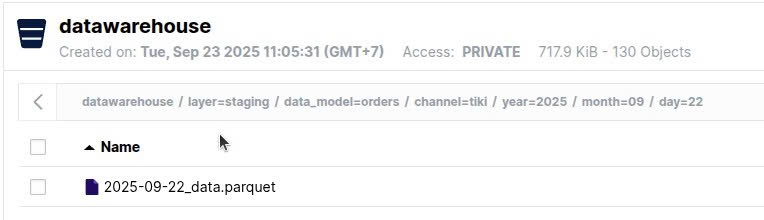 datawarehouse
Created on: Tue, Sep 23 2025 11:05:31 (GMT+7) Access: PRIVATE 717.9 KiB - 130 Objects
datawarehouse / layer=staging / data_model=orders / channel=tiki / year=2025 / month=09 / day=22
Name
2025-09-22_data.parquet